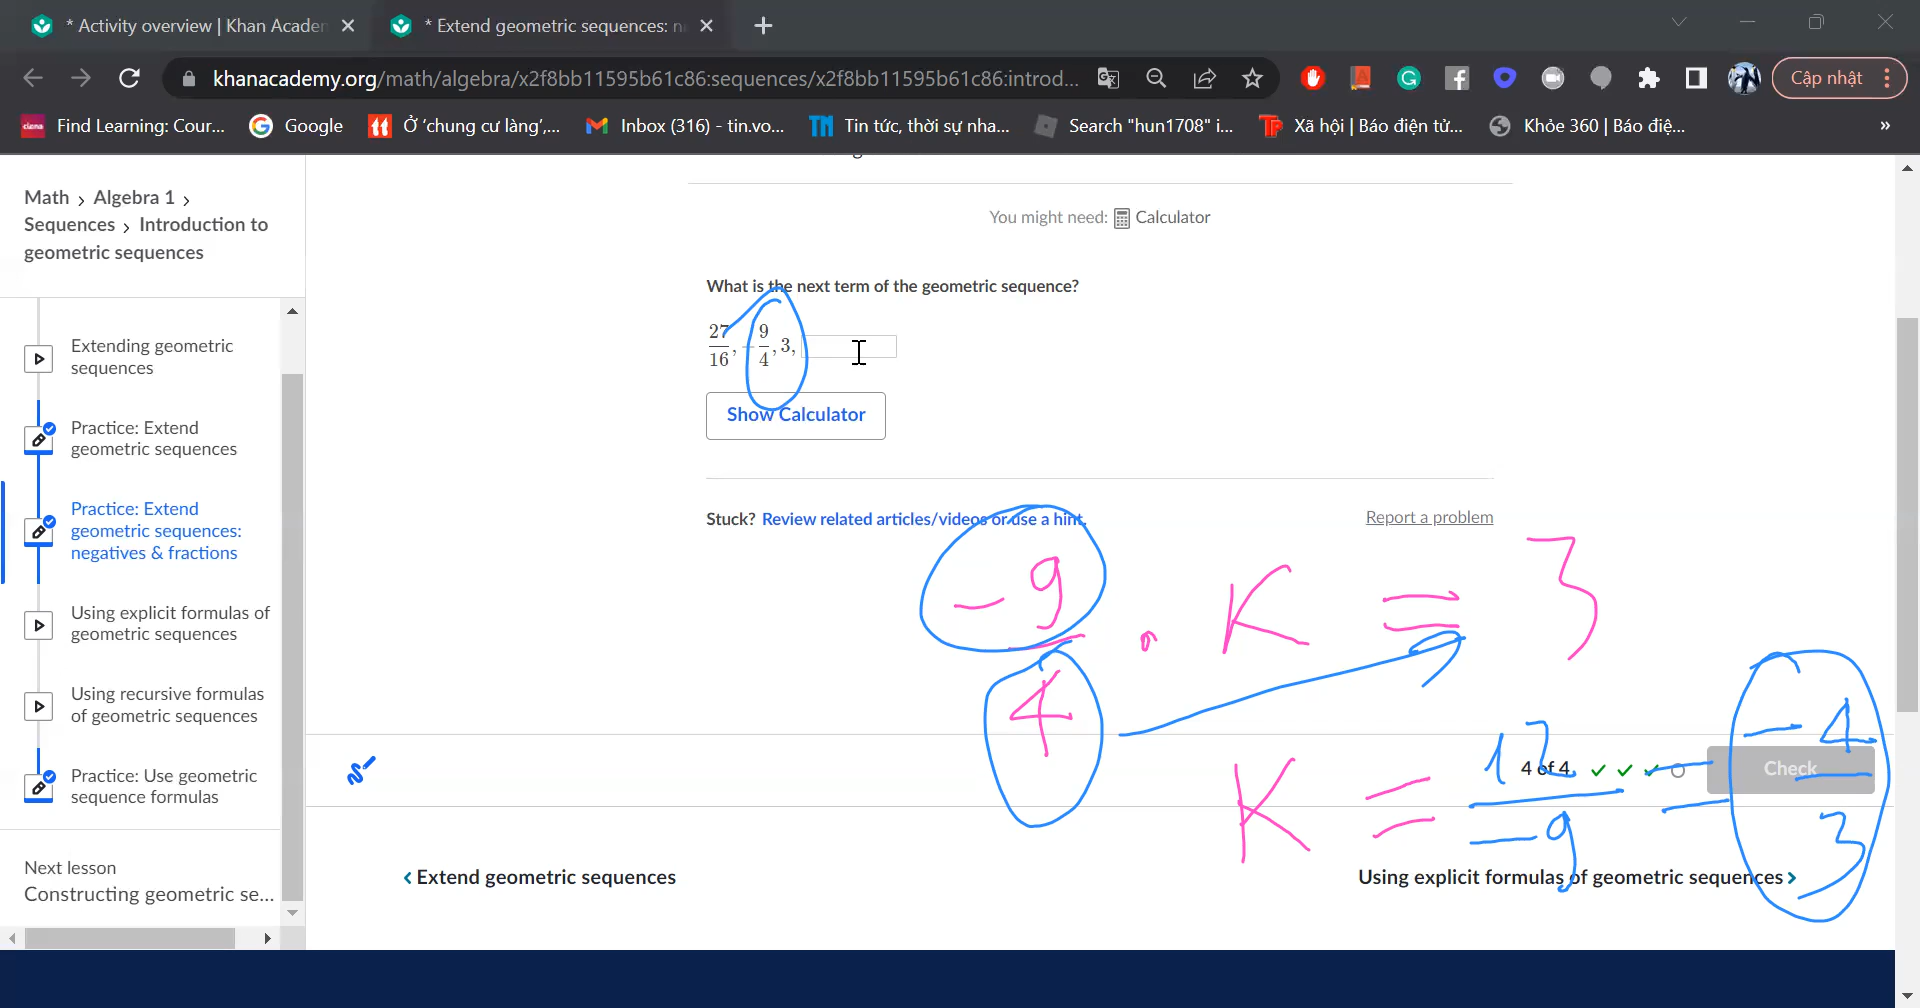 * Activity overview | Khan Acader
* Extend geometric sequences: ne
khanacademy.org/math/algebra/x2f8bb11595b61c86:sequences/x2f8bb11595b61c86:introd...
Cập nhật
Find Learning: Cour...
Google
Ở 'chung cư làng',...
Inbox (316) - tin.vo...
TN Tin tức, thời sự nha...
Search "hun1708" i...
TP Xã hội | Báo điện tử...
Khỏe 360 | Báo điệ...
»
Math › Algebra 1 ›
Sequences › Introduction to
geometric sequences
Extending geometric
sequences
Practice: Extend
geometric sequences
Practice: Extend
geometric sequences:
negatives & fractions
Using explicit formulas of
geometric sequences
Using recursive formulas
of geometric sequences
Practice: Use geometric
sequence formulas
Next lesson
Constructing geometric se...
You might need: Calculator
What is the next term of the geometric sequence?
27/16, -9/4, 3,
Show Calculator
Stuck? Review related articles/videos or use a hint.
Report a problem
-9/4 . K = 3
K = 12/-9 = -4/3
4 of 4
Check
‹ Extend geometric sequences
Using explicit formulas of geometric sequences ›